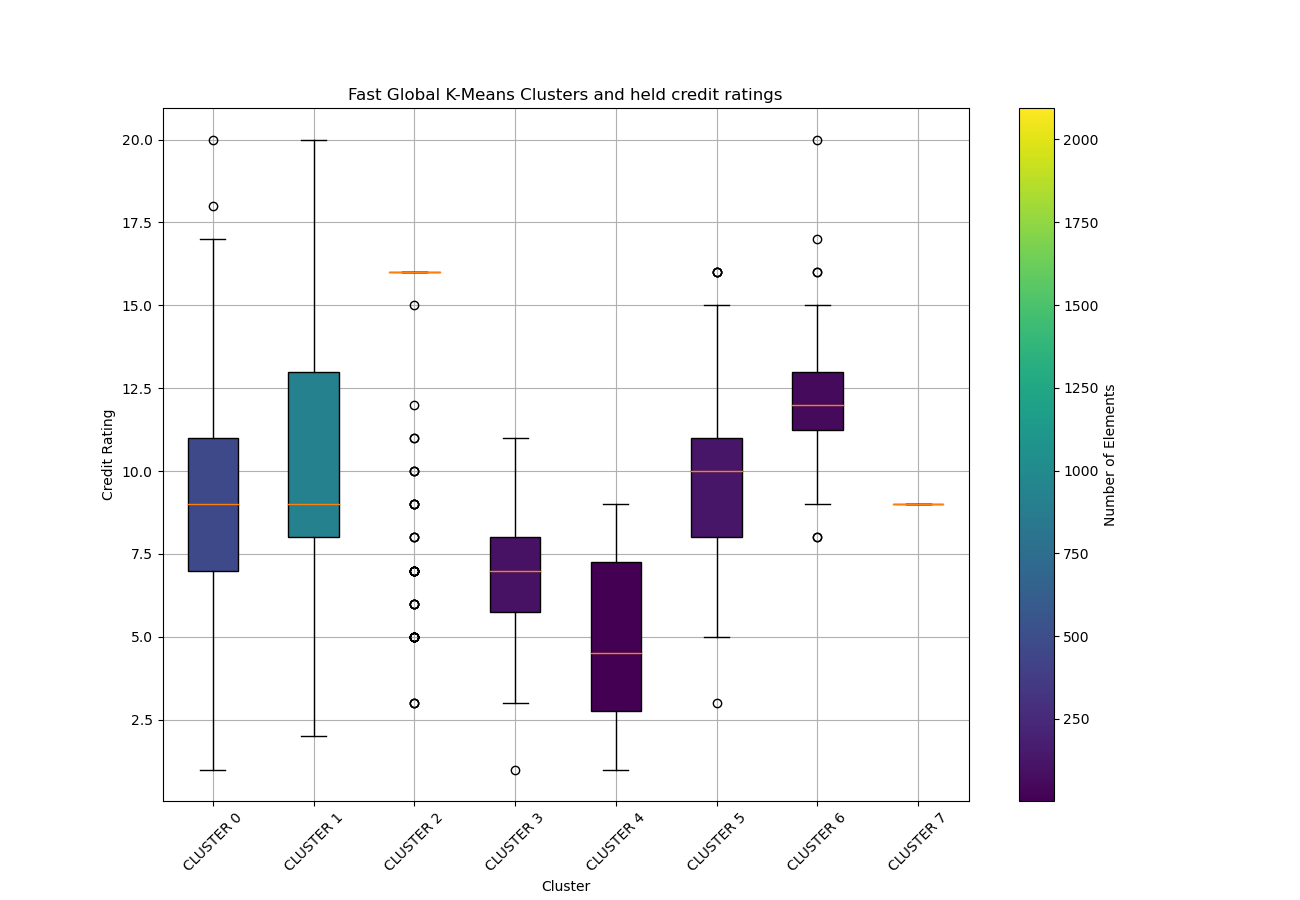 Fast Global K-Means Clusters and held credit ratings
Credit Rating
20.0
17.5
15.0
12.5
10.0
7.5
5.0
2.5
CLUSTER 0
CLUSTER 1
CLUSTER 2
CLUSTER 3
CLUSTER 4
CLUSTER 5
CLUSTER 6
CLUSTER 7
Cluster
2000
1750
1500
1250
1000
750
500
250
Number of Elements